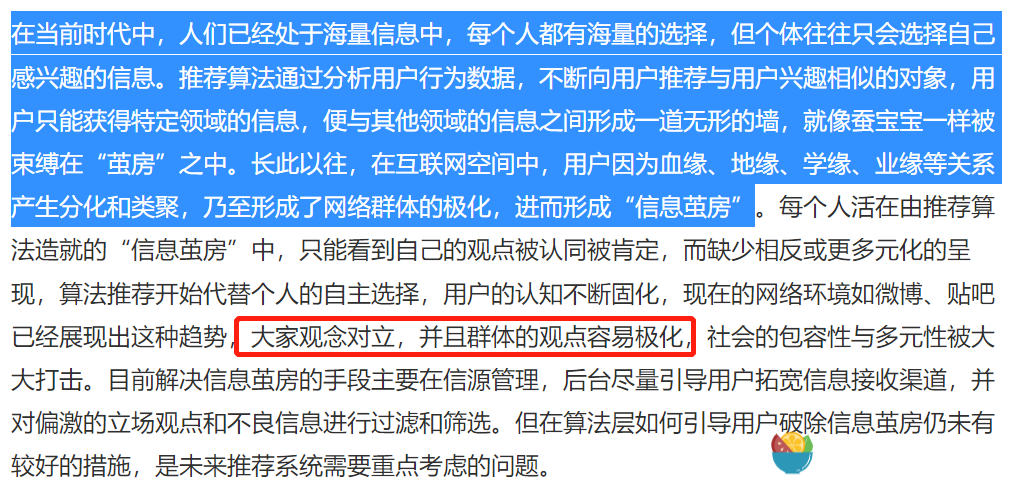 在当前时代中，人们已经处于海量信息中，每个人都有海量的选择，但个体往往只会选择自己
感兴趣的信息。推荐算法通过分析用户行为数据，不断向用户推荐与用户兴趣相似的对象，用
户只能获得特定领域的信息，便与其他领域的信息之间形成一道无形的墙，就像蚕宝宝一样被
束缚在“茧房”之中。长此以往，在互联网空间中，用户因为血缘、地缘、学缘、业缘等关系
产生分化和类聚，乃至形成了网络群体的极化，进而形成“信息茧房”。每个人活在由推荐算
法造就的“信息茧房”中，只能看到自己的观点被认同被肯定，而缺少相反或更多元化的呈
现，算法推荐开始代替个人的自主选择，用户的认知不断固化，现在的网络环境如微博、贴吧
已经展现出这种趋势，大家观念对立，并且群体的观点容易极化，社会的包容性与多元性被大
大打击。目前解决信息茧房的手段主要在信源管理，后台尽量引导用户拓宽信息接收渠道，并
对偏激的立场观点和不良信息进行过滤和筛选。但在算法层如何引导用户破除信息茧房仍未有
较好的措施，是未来推荐系统需要重点考虑的问题。